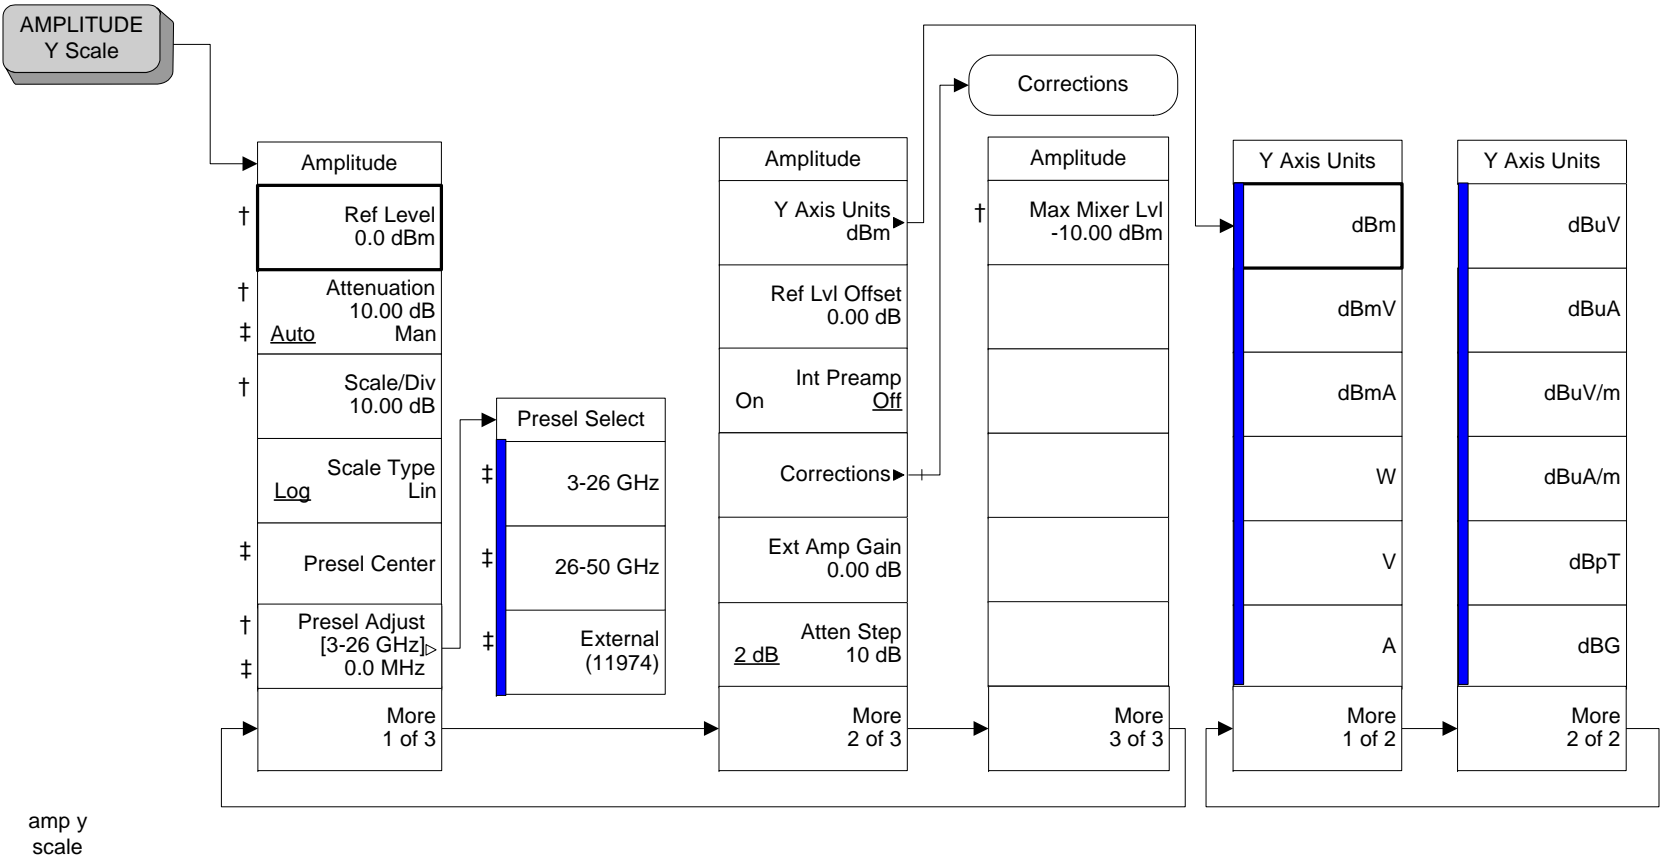 AMPLITUDE
Y Scale
Amplitude
†
Ref Level
0.0 dBm
†
Attenuation
10.00 dB
‡
Auto Man
†
Scale/Div
10.00 dB
Scale Type
Log Lin
‡
Presel Center
†
Presel Adjust
[3-26 GHz]
‡
0.0 MHz
More
1 of 3
Presel Select
‡
3-26 GHz
‡
26-50 GHz
‡
External
(11974)
Amplitude
Y Axis Units
dBm
Ref Lvl Offset
0.00 dB
Int Preamp
On Off
Corrections
Ext Amp Gain
0.00 dB
Atten Step
2 dB 10 dB
More
2 of 3
Corrections
Amplitude
†
Max Mixer Lvl
-10.00 dBm
More
3 of 3
Y Axis Units
dBm
dBmV
dBmA
W
V
A
More
1 of 2
Y Axis Units
dBuV
dBuA
dBuV/m
dBuA/m
dBpT
dBG
More
2 of 2
amp y
scale